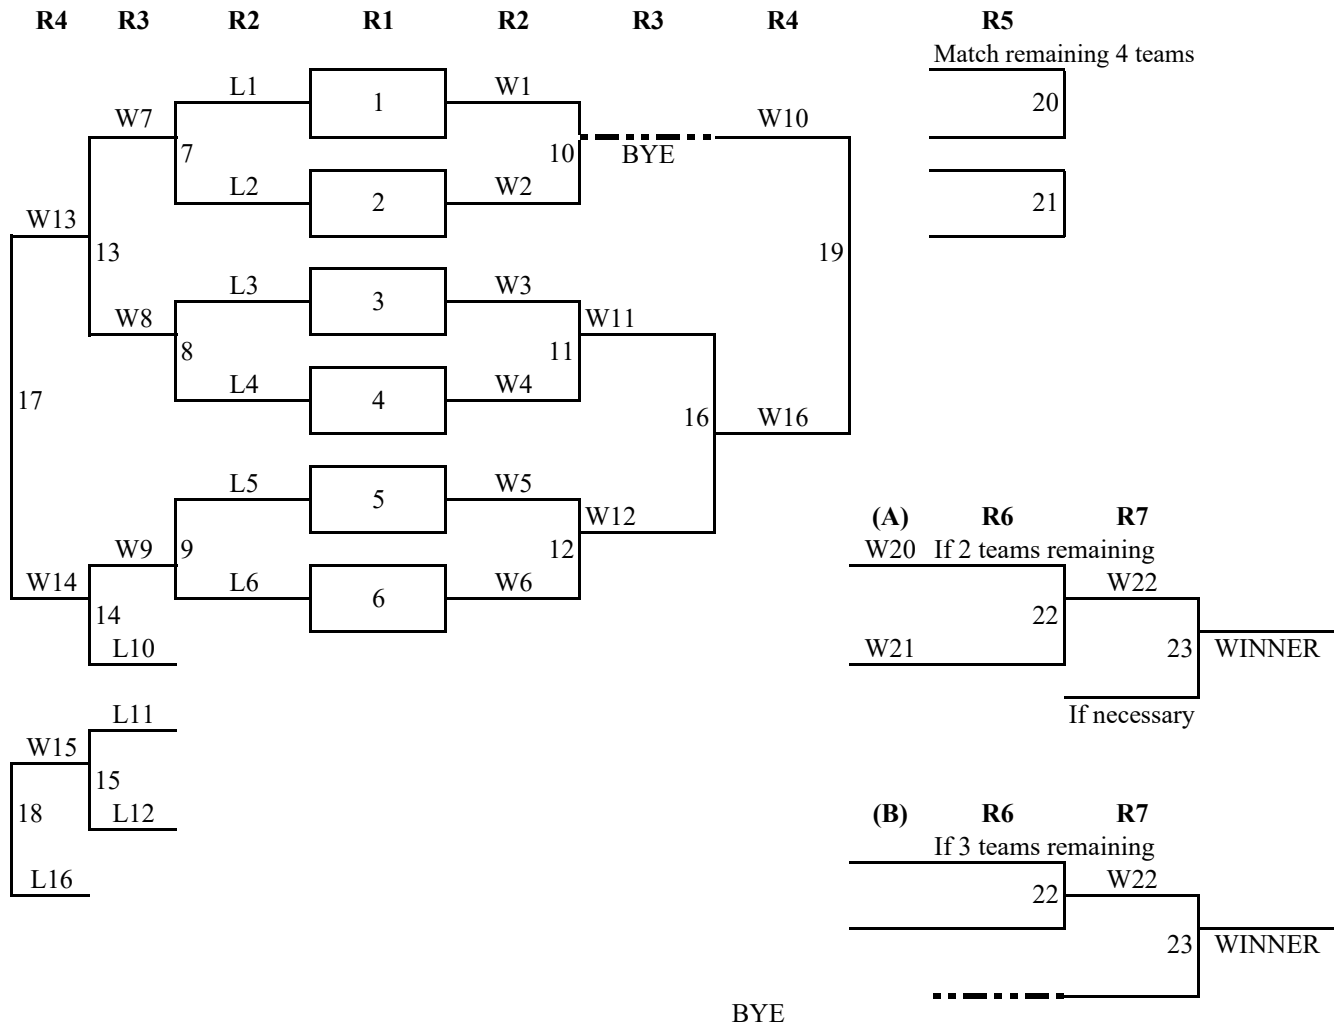 R4 R3 R2 R1 R2 R3 R4 R5
Match remaining 4 teams
L1 1 W1 20
W7 W10
7 10 BYE
L2 2 W2 21
W13
13 19
L3 3 W3
W8 W11
8 11
L4 4 W4
17
16 W16
L5 5 W5
W12
(A) R6 R7
W9 9 12 W20 If 2 teams remaining
W14 L6 6 W6 W22
14 22
L10 W21 23 WINNER
L11 If necessary
W15
15
18 L12 (B) R6 R7
If 3 teams remaining
L16 22 W22
23 WINNER
BYE